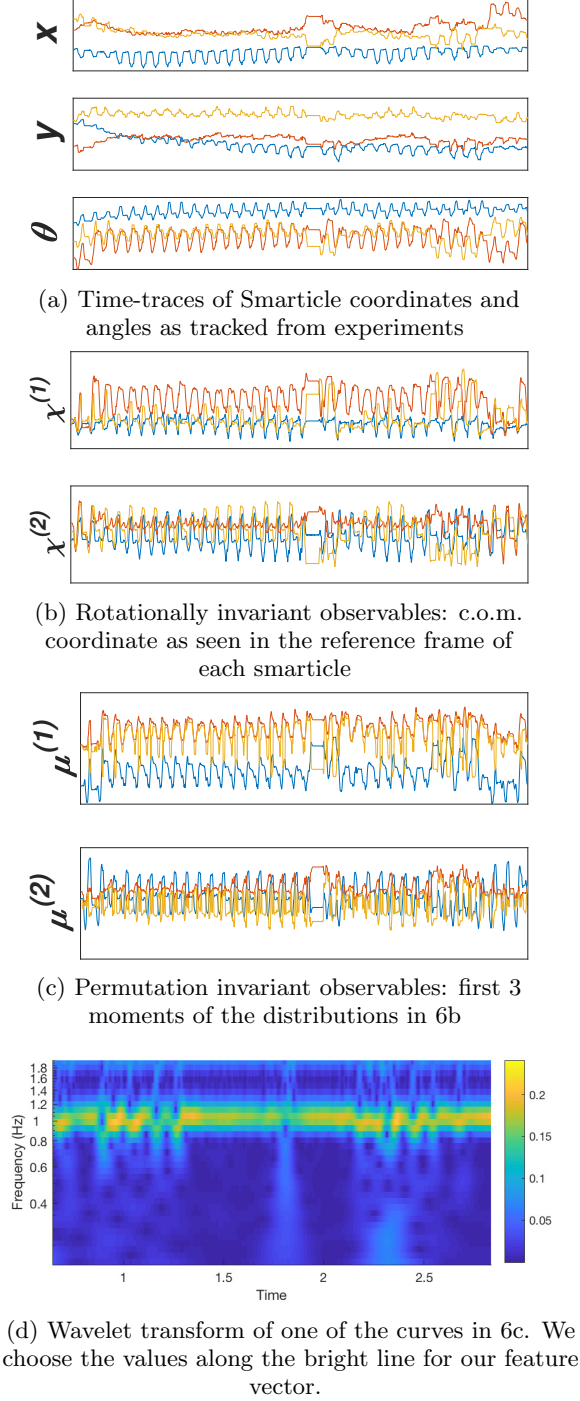 x
y
θ
(a) Time-traces of Smarticle coordinates and
angles as tracked from experiments
χ(1)
χ(2)
(b) Rotationally invariant observables: c.o.m.
coordinate as seen in the reference frame of
each smarticle
μ(1)
μ(2)
(c) Permutation invariant observables: first 3
moments of the distributions in 6b
Frequency (Hz)
1.8
1.6
1.4
1.2
1
0.8
0.6
0.4
0.2
0.15
0.1
0.05
1 1.5 2 2.5
Time
(d) Wavelet transform of one of the curves in 6c. We
choose the values along the bright line for our feature
vector.